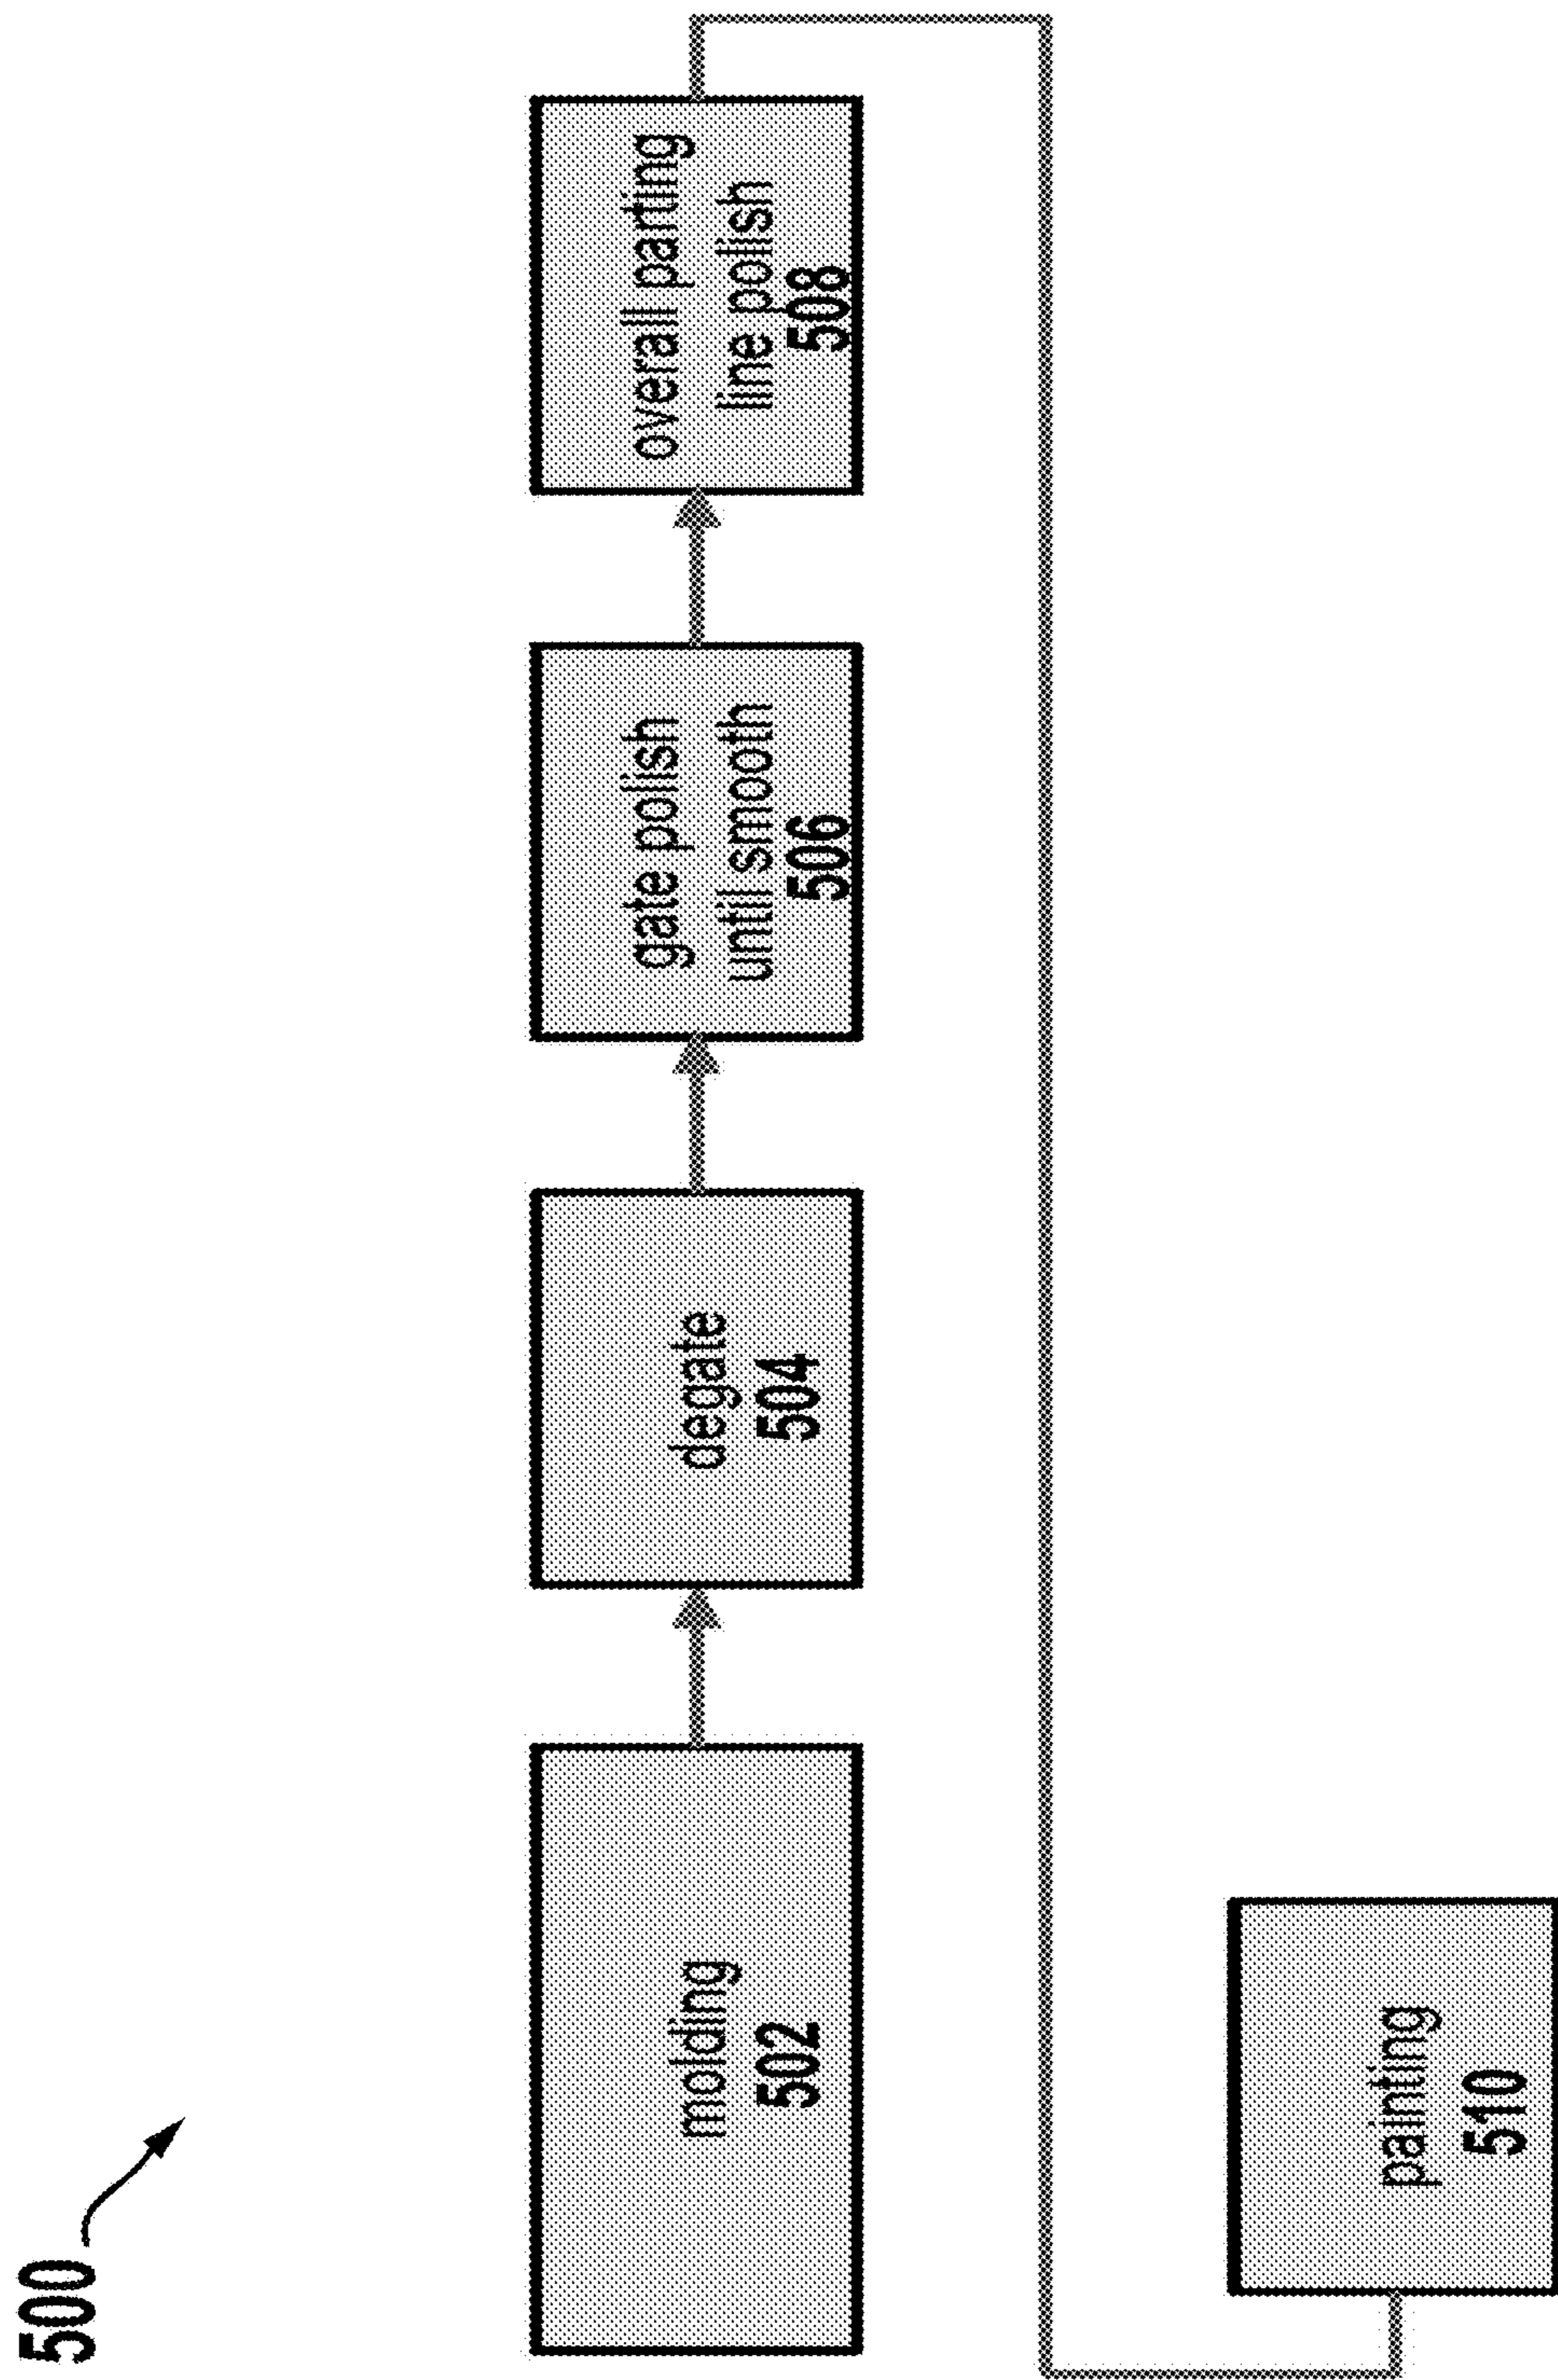 500
molding
502
degate
504
gate polish
until smooth
506
overall parting
line polish
508
painting
510